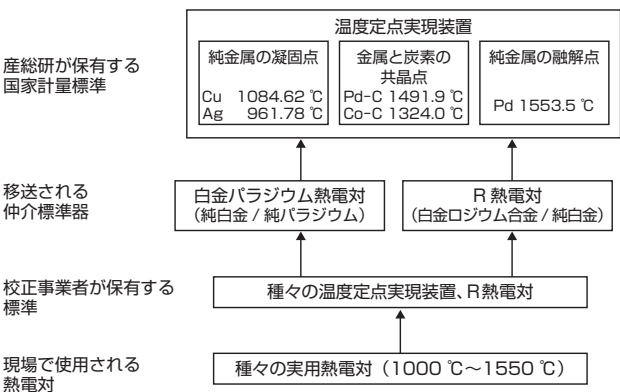 温度定点実現装置
産総研が保有する
国家計量標準
純金属の凝固点
Cu 1084.62 ℃
Ag 961.78 ℃
金属と炭素の
共晶点
Pd-C 1491.9 ℃
Co-C 1324.0 ℃
純金属の融解点
Pd 1553.5 ℃
移送される
仲介標準器
白金パラジウム熱電対
（純白金 / 純パラジウム）
R 熱電対
（白金ロジウム合金 / 純白金）
校正事業者が保有する
標準
種々の温度定点実現装置、R 熱電対
現場で使用される
熱電対
種々の実用熱電対（1000 ℃～1550 ℃）